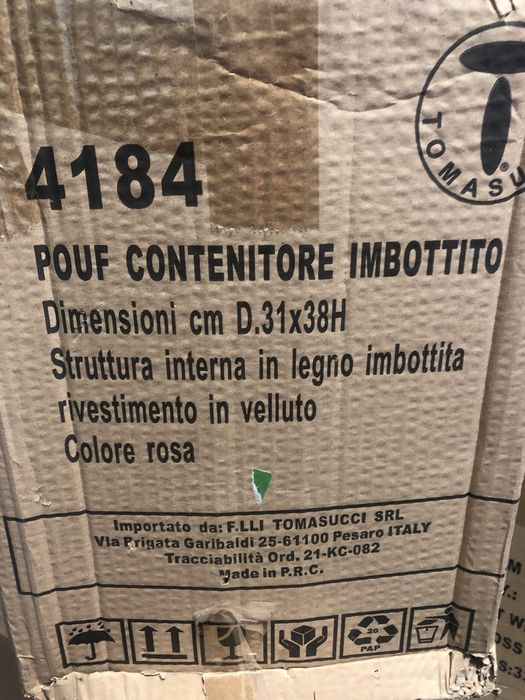 TOMASU
4184
POUF CONTENITORE IMBOTTITO
Dimensioni cm D.31x38H
Struttura interna in legno imbottita
rivestimento in velluto
Colore rosa
Importato da: F.LLI TOMASUCCI SRL
Via Brigata Garibaldi 25-61100 Pesaro ITALY
Tracciabilità Ord. 21-KC-082
Made in P.R.C.
20
PAP